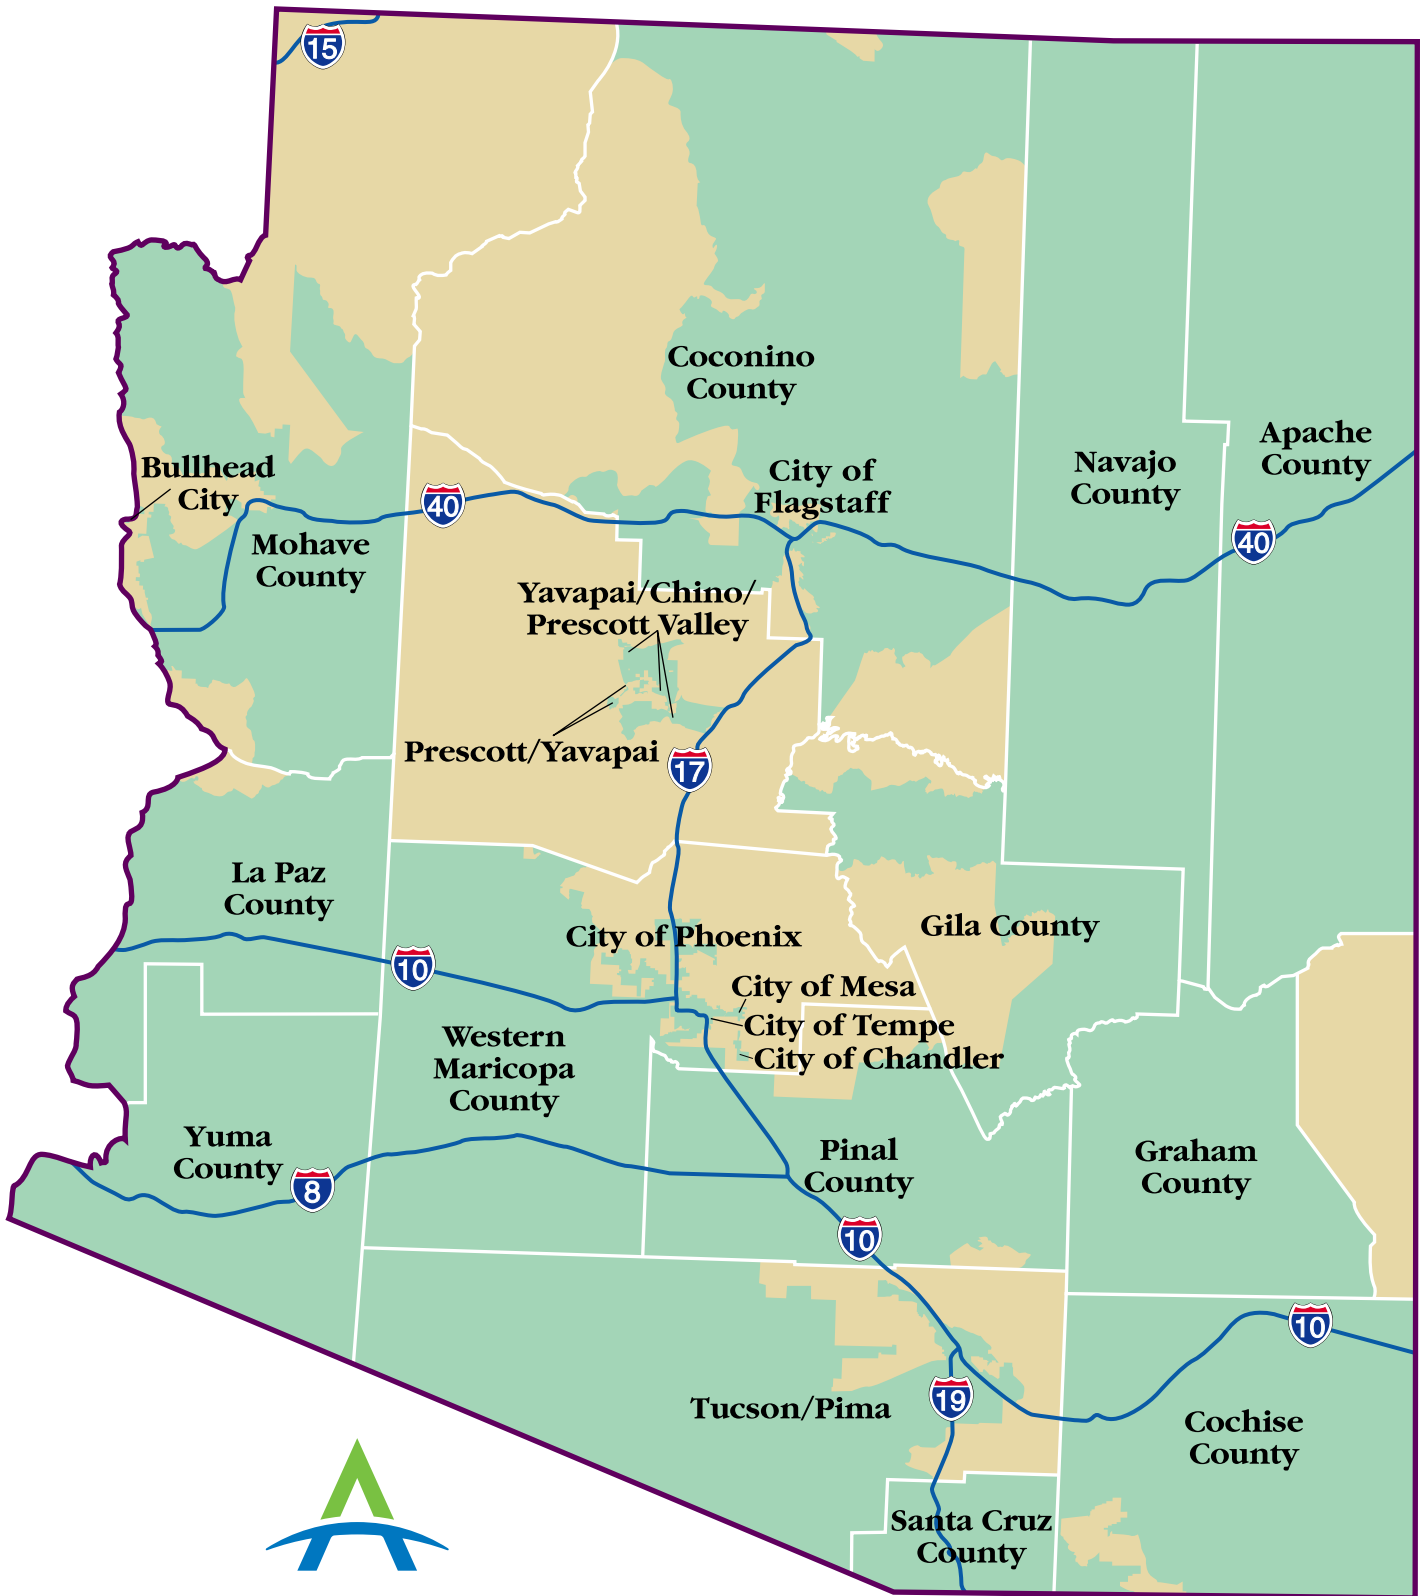 15
Coconino
County
Apache
County
Navajo
County
City of
Flagstaff
Bullhead
City
40
40
Mohave
County
Yavapai/Chino/
Prescott Valley
Prescott/Yavapai
17
La Paz
County
Gila County
City of Phoenix
10
City of Mesa
City of Tempe
City of Chandler
Western
Maricopa
County
Yuma
County
8
Pinal
County
Graham
County
10
10
19
Tucson/Pima
Cochise
County
Santa Cruz
County